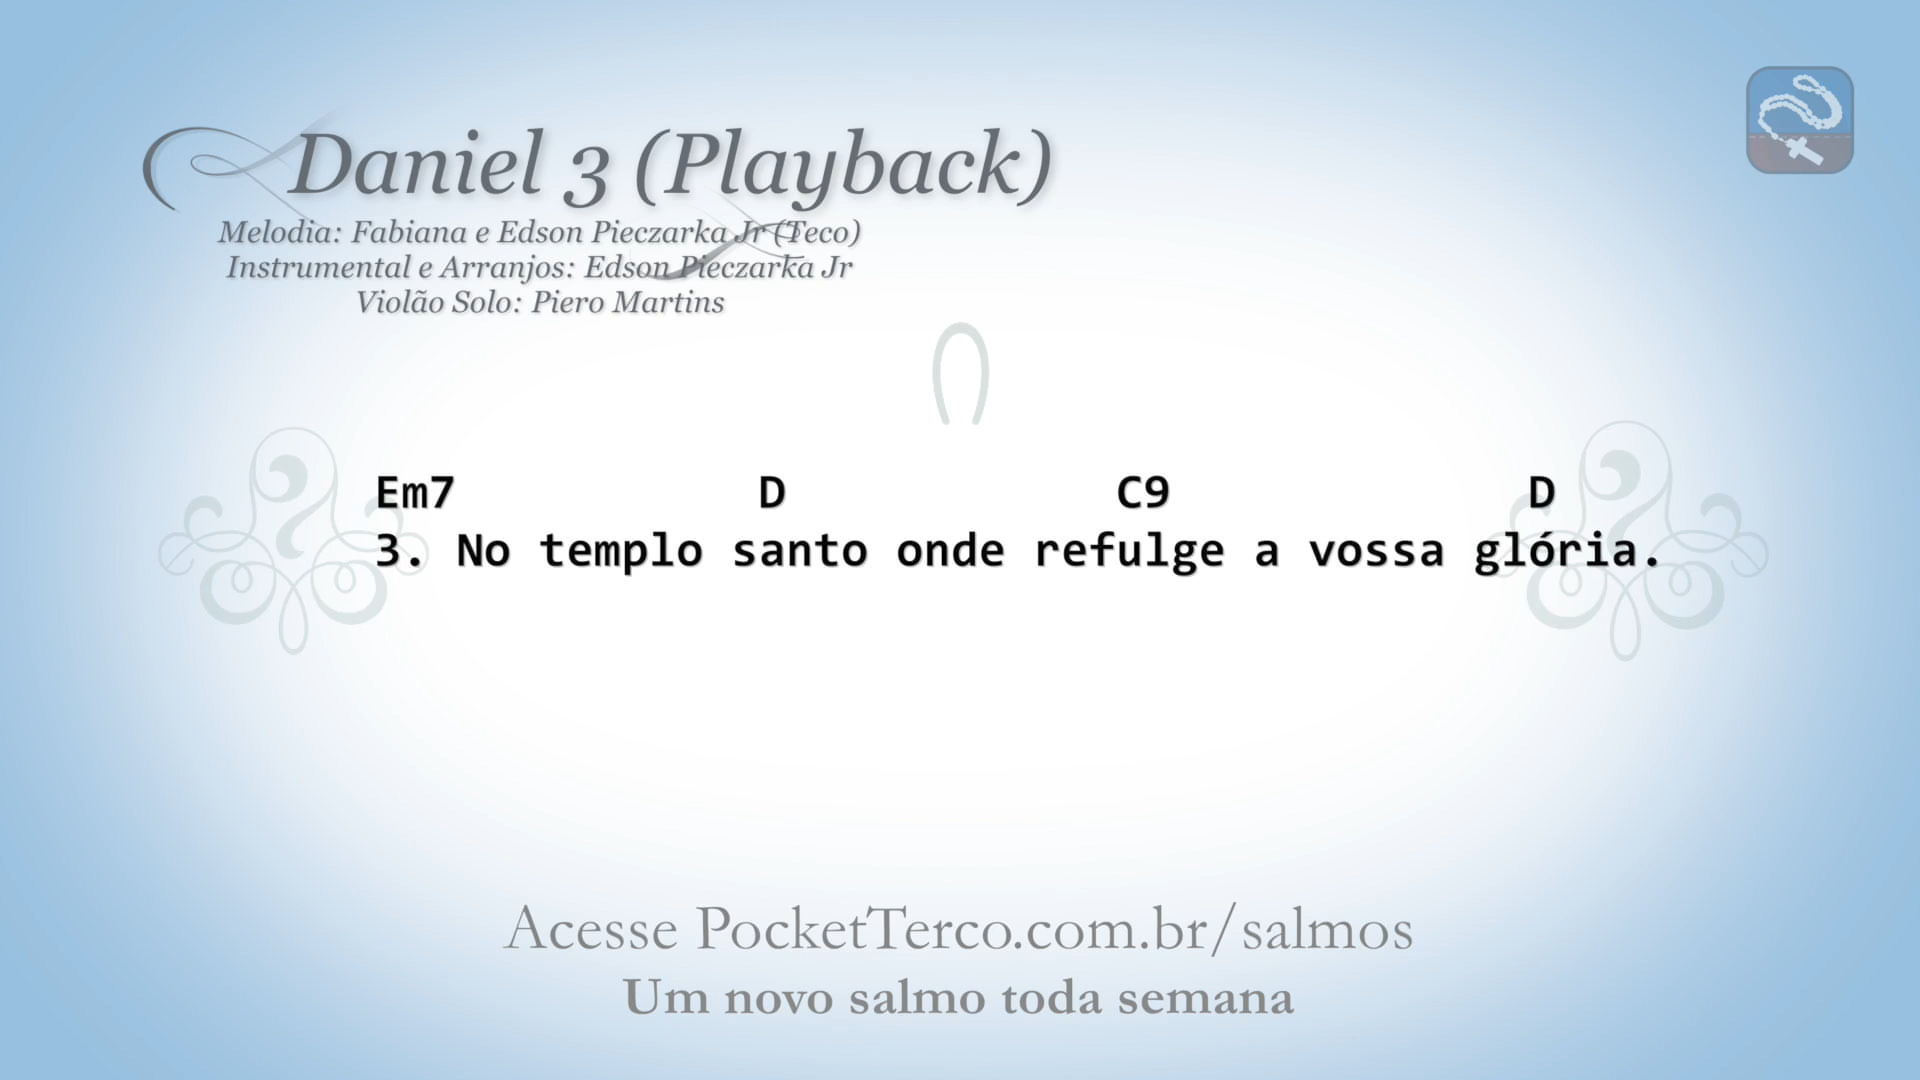 Daniel 3 (Playback)
Melodia: Fabiana e Edson Pieczarka Jr (Teco)
Instrumental e Arranjos: Edson Pieczarka Jr
Violão Solo: Piero Martins
Em7 D C9 D
3. No templo santo onde refulge a vossa glória.
Acesse PocketTerco.com.br/salmos
Um novo salmo toda semana